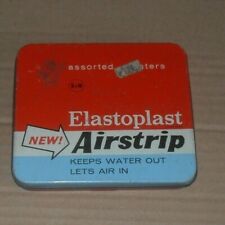 assorted
Elastoplast
NEW! Airstrip
KEEPS WATER OUT
LETS AIR IN